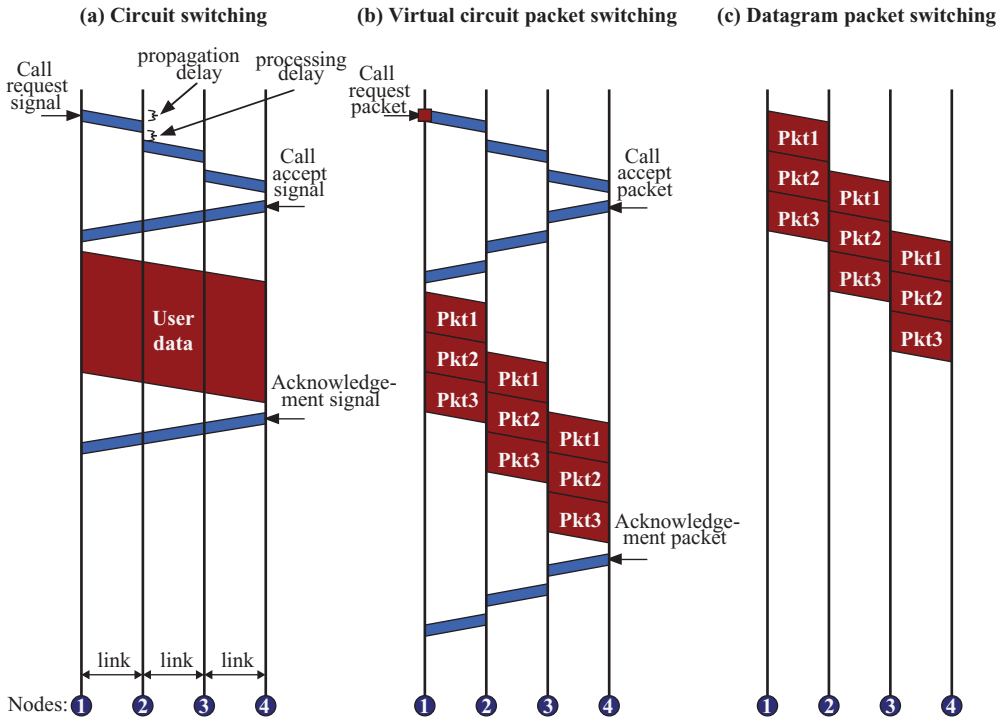 (a) Circuit switching
(b) Virtual circuit packet switching
(c) Datagram packet switching
Call
request
signal
propagation
delay
processing
delay
Call
accept
signal
User
data
Acknowledge-
ment signal
link
link
link
Call
request
packet
Call
accept
packet
Pkt1
Pkt2
Pkt3
Pkt1
Pkt2
Pkt3
Pkt1
Pkt2
Pkt3
Acknowledge-
ment packet
Pkt1
Pkt2
Pkt3
Pkt1
Pkt2
Pkt3
Pkt1
Pkt2
Pkt3
Nodes: 1 2 3 4
1 2 3 4
1 2 3 4